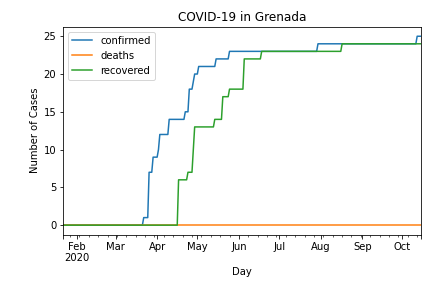 COVID-19 in Grenada
confirmed
deaths
recovered
Number of Cases
25
20
15
10
5
0
Feb Mar Apr May Jun Jul Aug Sep Oct
2020
Day